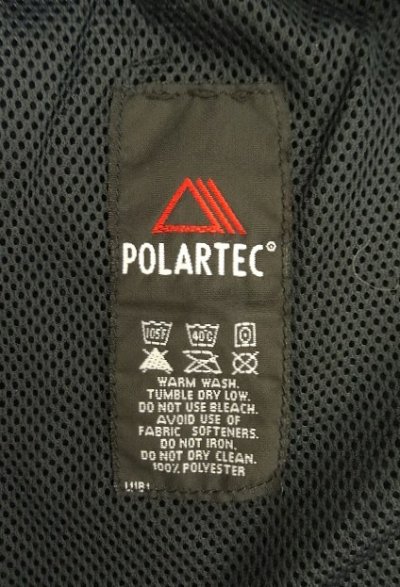 POLARTEC®
105F 40C
WARM WASH.
TUMBLE DRY LOW.
DO NOT USE BLEACH.
AVOID USE OF
FABRIC SOFTENERS.
DO NOT IRON.
DO NOT DRY CLEAN.
100% POLYESTER